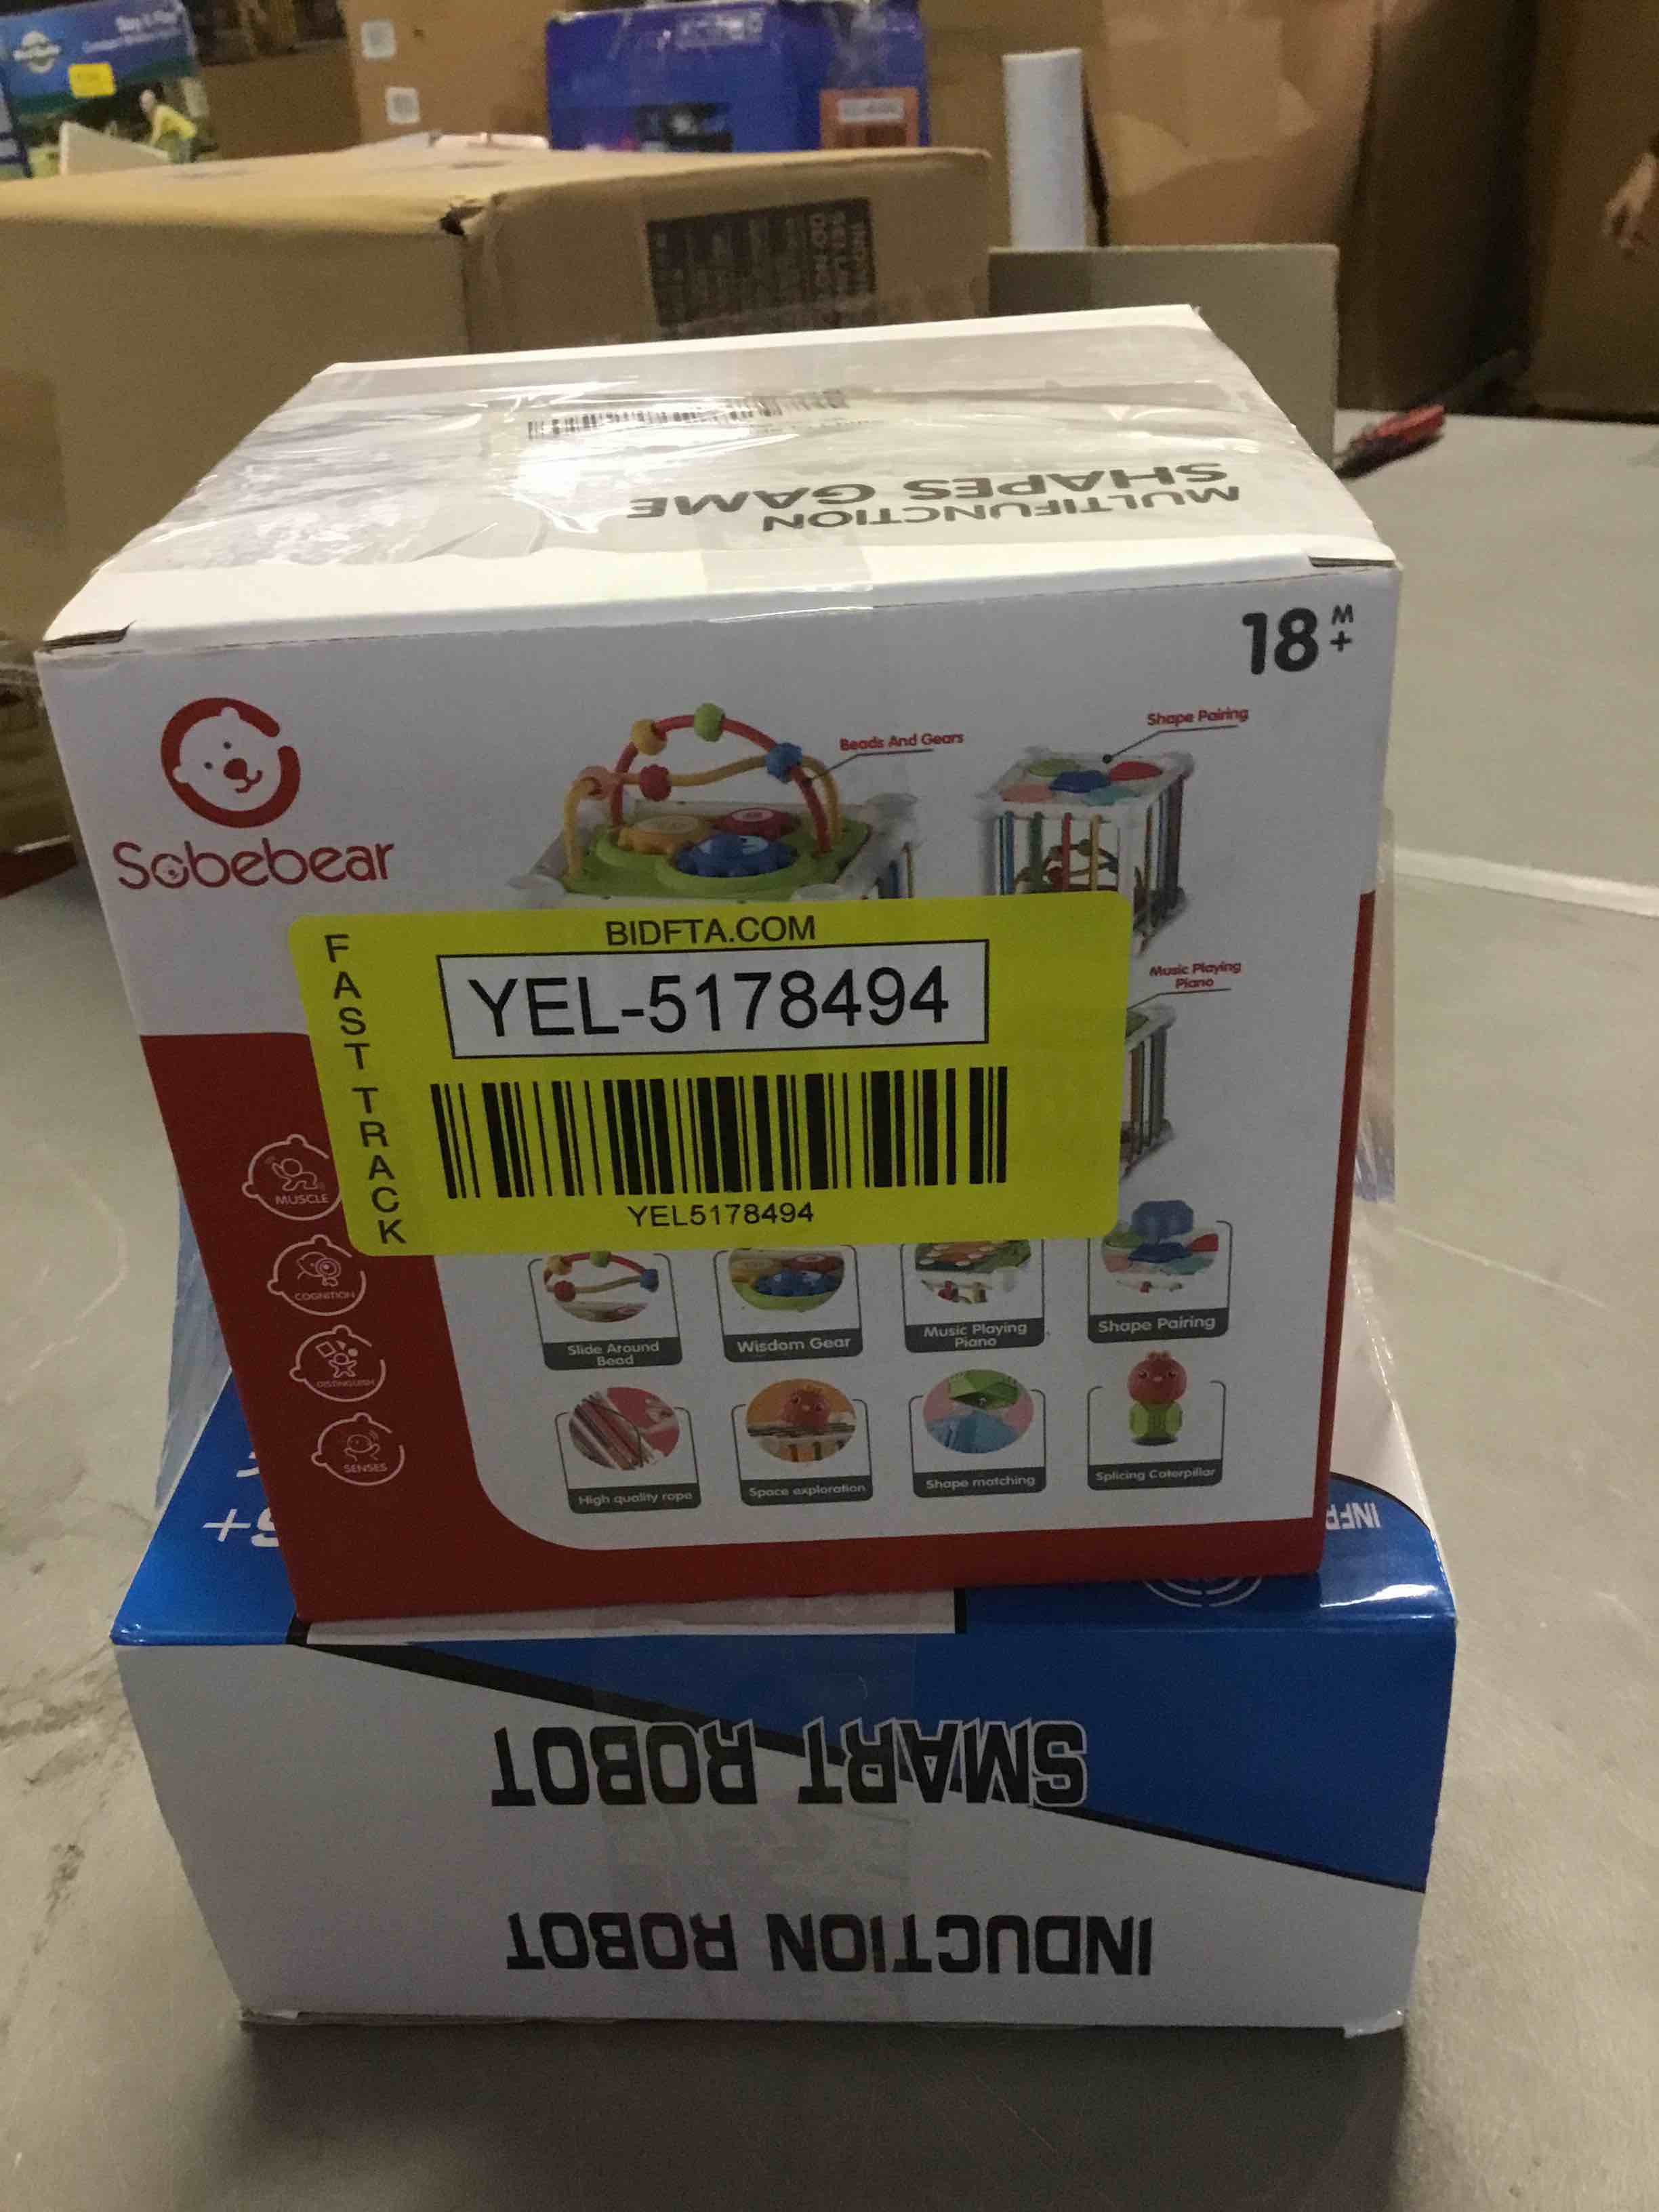 MULTIFUNCTION
SHAPES GAME
18 M+
Sobebear
Beads And Gears
Shape Pairing
Music Playing
Piano
FAST TRACK
BIDFTA.COM
YEL-5178494
YEL5178494
MUSCLE
COGNITION
DISTINGUISH
SENSES
Slide Around
Bead
Wisdom Gear
Music Playing
Piano
Shape Pairing
High quality rope
Space exploration
Shape matching
Splicing Caterpillar
SMART ROBOT
INDUCTION ROBOT